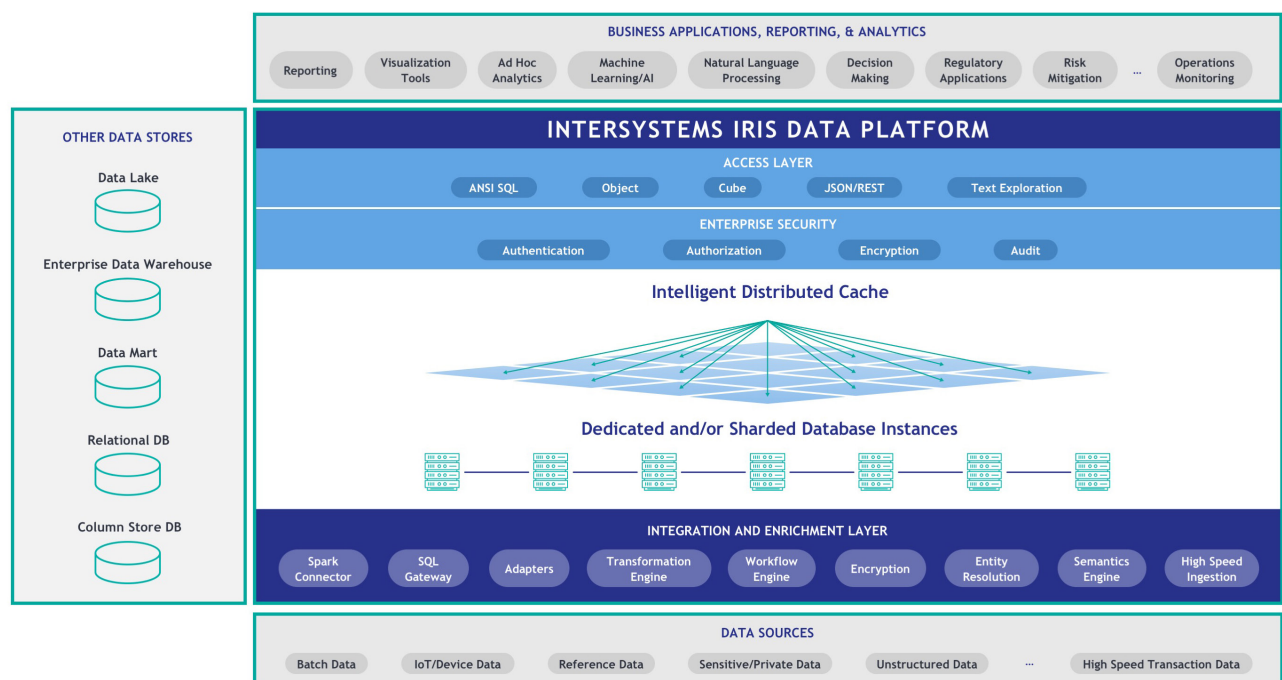 BUSINESS APPLICATIONS, REPORTING, & ANALYTICS
Reporting
Visualization
Tools
Ad Hoc
Analytics
Machine
Learning/AI
Natural Language
Processing
Decision
Making
Regulatory
Applications
Risk
Mitigation
...
Operations
Monitoring
OTHER DATA STORES
Data Lake
Enterprise Data Warehouse
Data Mart
Relational DB
Column Store DB
INTERSYSTEMS IRIS DATA PLATFORM
ACCESS LAYER
ANSI SQL
Object
Cube
JSON/REST
Text Exploration
ENTERPRISE SECURITY
Authentication
Authorization
Encryption
Audit
Intelligent Distributed Cache
Dedicated and/or Sharded Database Instances
INTEGRATION AND ENRICHMENT LAYER
Spark
Connector
SQL
Gateway
Adapters
Transformation
Engine
Workflow
Engine
Encryption
Entity
Resolution
Semantics
Engine
High Speed
Ingestion
DATA SOURCES
Batch Data
IoT/Device Data
Reference Data
Sensitive/Private Data
Unstructured Data
...
High Speed Transaction Data